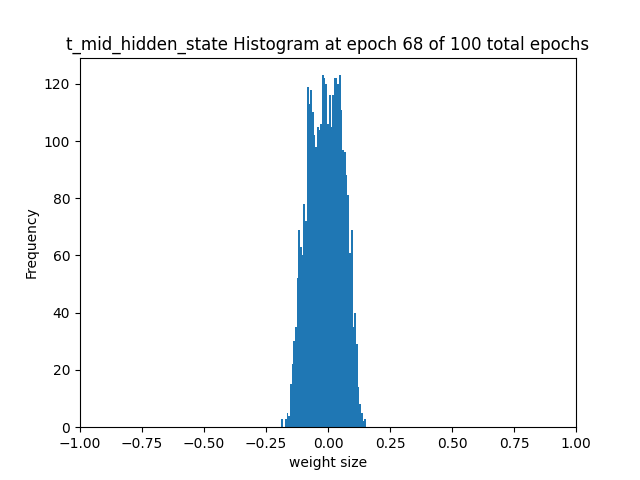 t_mid_hidden_state Histogram at epoch 68 of 100 total epochs
120
100
80
60
40
20
0
Frequency
−1.00 −0.75 −0.50 −0.25 0.00 0.25 0.50 0.75 1.00
weight size